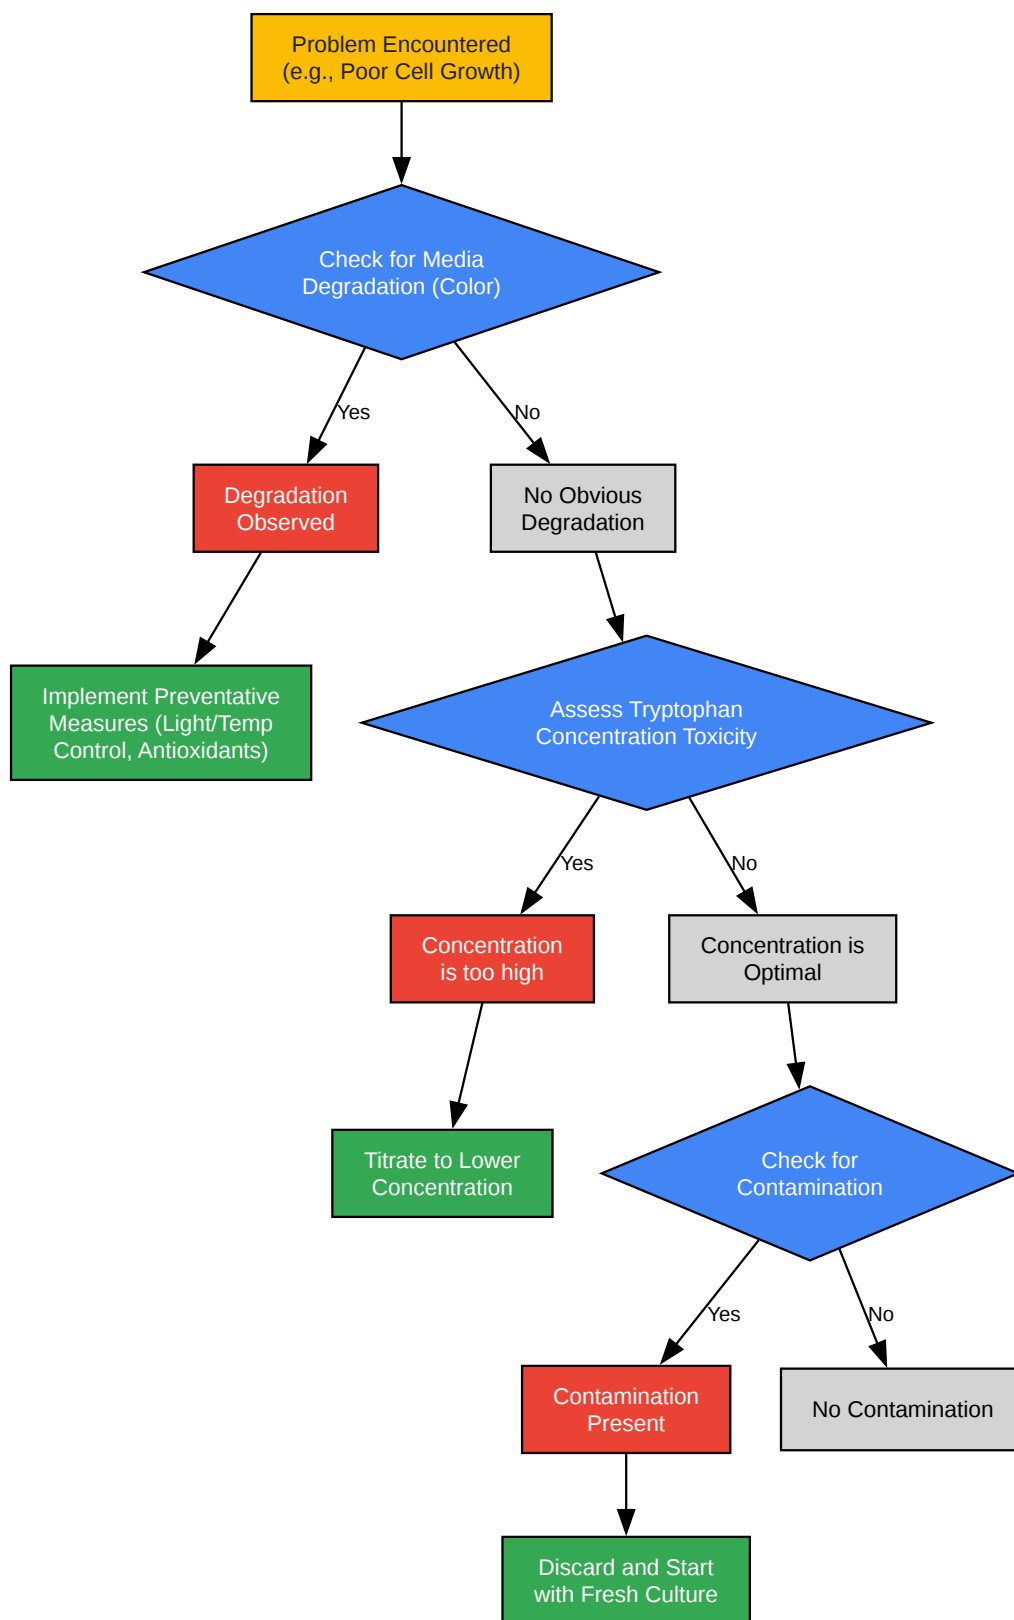 Problem Encountered
(e.g., Poor Cell Growth)
Check for Media
Degradation (Color)
Yes
No
Degradation
Observed
No Obvious
Degradation
Implement Preventative
Measures (Light/Temp
Control, Antioxidants)
Assess Tryptophan
Concentration Toxicity
Yes
No
Concentration
is too high
Concentration is
Optimal
Titrate to Lower
Concentration
Check for
Contamination
Yes
No
Contamination
Present
No Contamination
Discard and Start
with Fresh Culture